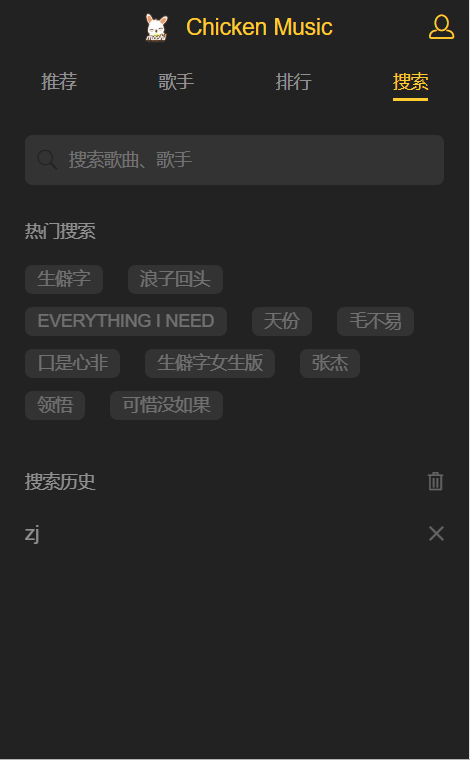 Chicken Music
推荐 歌手 排行 搜索
搜索歌曲、歌手
热门搜索
生僻字 浪子回头
EVERYTHING I NEED 天份 毛不易
口是心非 生僻字女生版 张杰
领悟 可惜没如果
搜索历史
zj